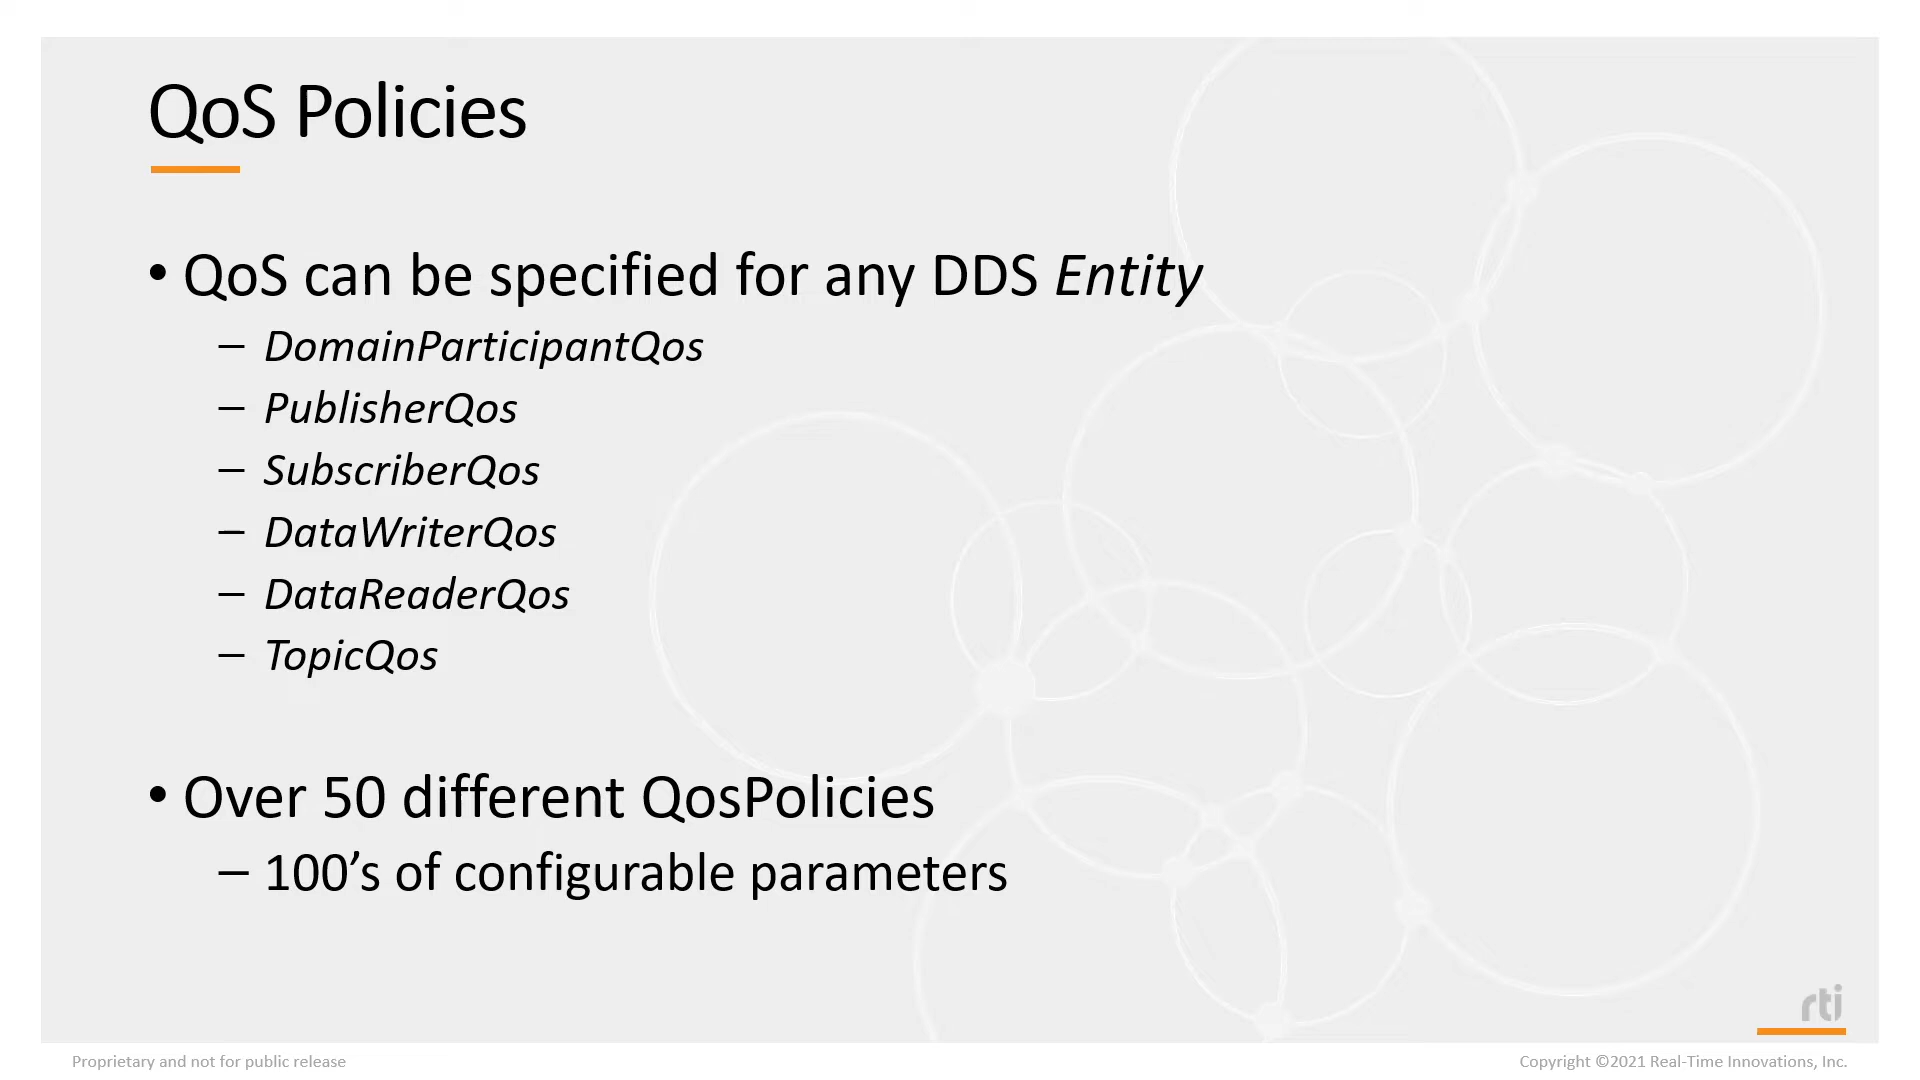 QoS Policies
• QoS can be specified for any DDS Entity
– DomainParticipantQos
– PublisherQos
– SubscriberQos
– DataWriterQos
– DataReaderQos
– TopicQos
• Over 50 different QosPolicies
– 100’s of configurable parameters
rti
Proprietary and not for public release
Copyright ©2021 Real-Time Innovations, Inc.